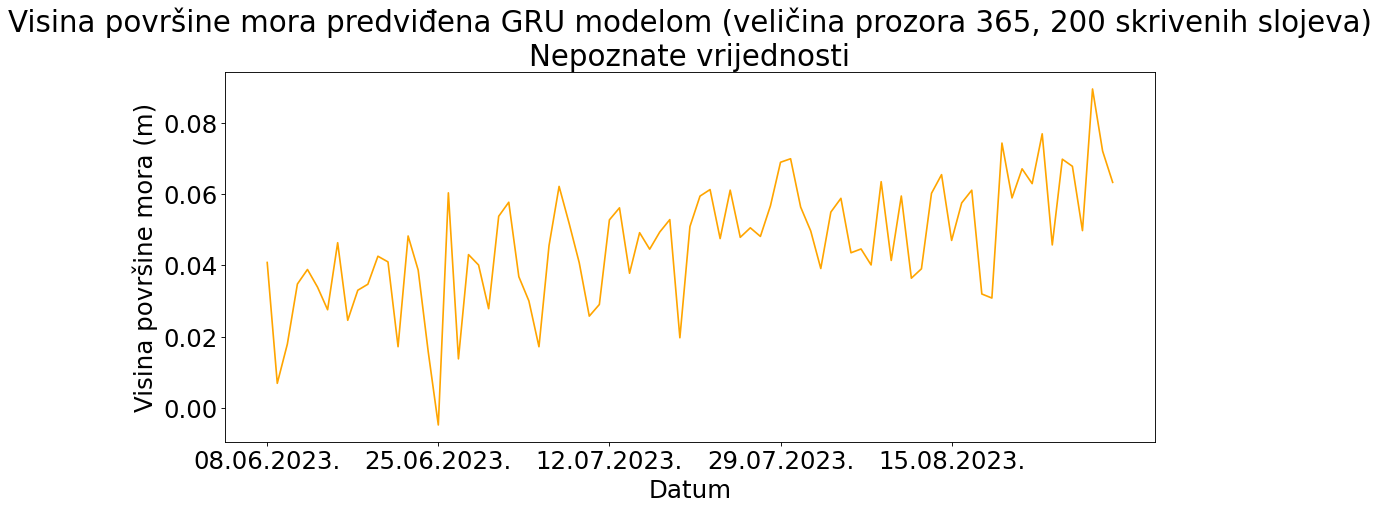 Visina površine mora predviđena GRU modelom (veličina prozora 365, 200 skrivenih slojeva)
Nepoznate vrijednosti
Visina površine mora (m)
0.08
0.06
0.04
0.02
0.00
08.06.2023. 25.06.2023. 12.07.2023. 29.07.2023. 15.08.2023.
Datum